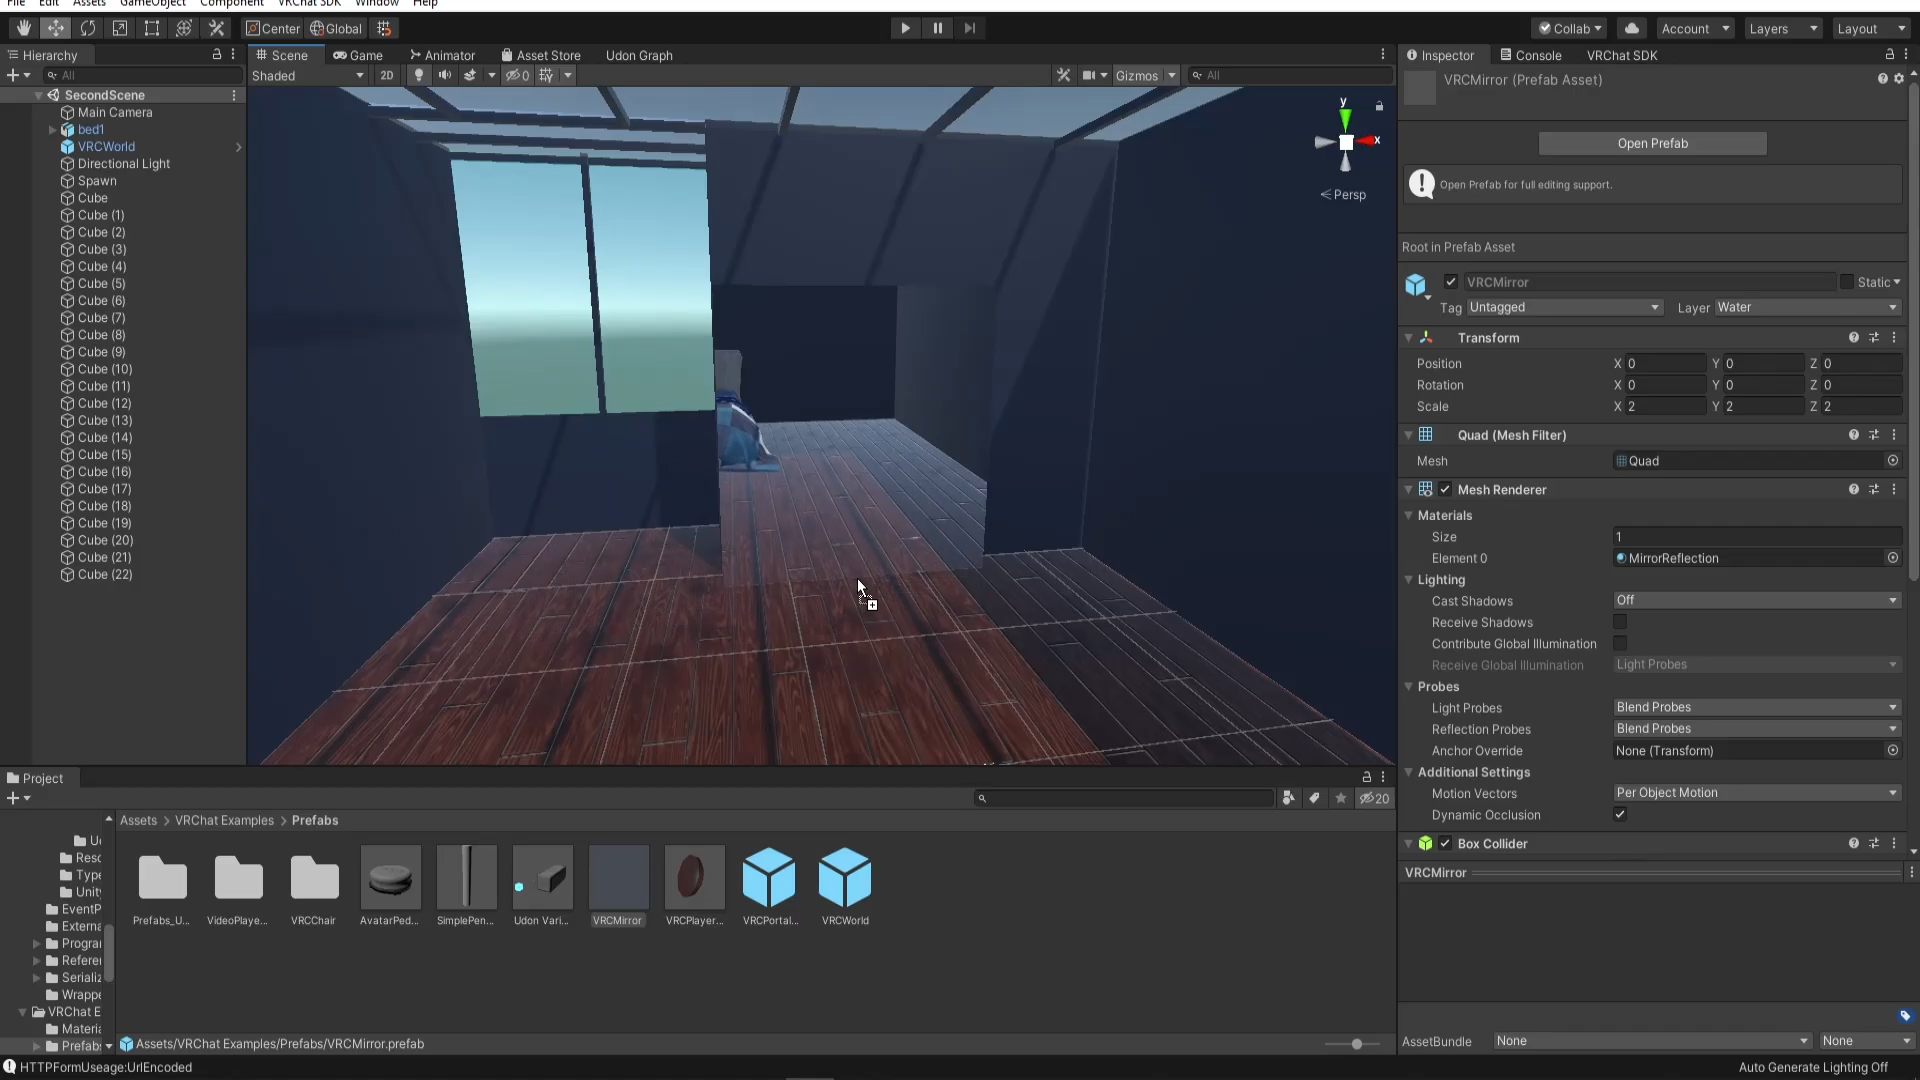 File Edit Assets GameObject Component VRChat SDK Window Help
Center Global Collab Account Layers Layout
Hierarchy
All
SecondScene
Main Camera
bed1
VRCWorld
Directional Light
Spawn
Cube
Cube (1)
Cube (2)
Cube (3)
Cube (4)
Cube (5)
Cube (6)
Cube (7)
Cube (8)
Cube (9)
Cube (10)
Cube (11)
Cube (12)
Cube (13)
Cube (14)
Cube (15)
Cube (16)
Cube (17)
Cube (18)
Cube (19)
Cube (20)
Cube (21)
Cube (22)
Scene Game Animator Asset Store Udon Graph
Shaded 2D 0 Gizmos All
y
x
< Persp
Inspector Console VRChat SDK
VRCMirror (Prefab Asset)
Open Prefab
Open Prefab for full editing support.
Root in Prefab Asset
VRCMirror Static
Tag Untagged Layer Water
Transform
Position X 0 Y 0 Z 0
Rotation X 0 Y 0 Z 0
Scale X 2 Y 2 Z 2
Quad (Mesh Filter)
Mesh Quad
Mesh Renderer
Materials
Size 1
Element 0 MirrorReflection
Lighting
Cast Shadows Off
Receive Shadows
Contribute Global Illumination
Receive Global Illumination Light Probes
Probes
Light Probes Blend Probes
Reflection Probes Blend Probes
Anchor Override None (Transform)
Additional Settings
Motion Vectors Per Object Motion
Dynamic Occlusion
Box Collider
VRCMirror
AssetBundle None None
Project
20
Assets > VRChat Examples > Prefabs
Reso
Type
Unity
EventP
Externa
Program
Referen
Serializ
Wrappe
VRChat E
Materia
Prefabs
Prefabs_U... VideoPlaye... VRCChair AvatarPed... SimplePen... Udon Vari... VRCMirror VRCPlayer... VRCPortal... VRCWorld
Assets/VRChat Examples/Prefabs/VRCMirror.prefab
HTTPFormUseage:UrlEncoded
Auto Generate Lighting Off